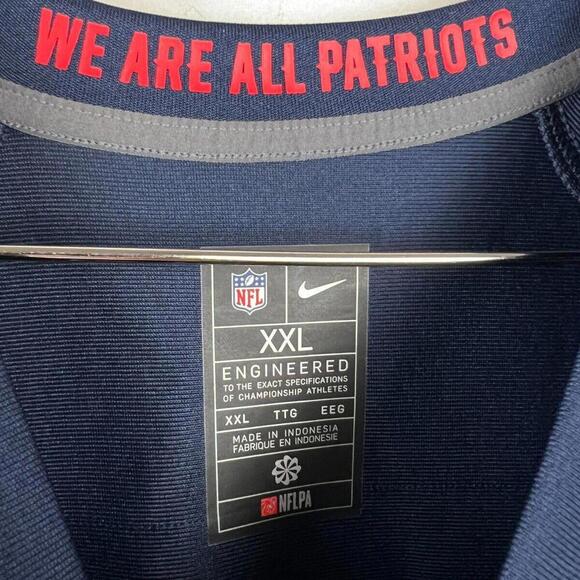 WE ARE ALL PATRIOTS
NFL
XXL
ENGINEERED
TO THE EXACT SPECIFICATIONS
OF CHAMPIONSHIP ATHLETES
XXL TTG EEG
MADE IN INDONESIA
FABRIQUE EN INDONESIE
NFLPA